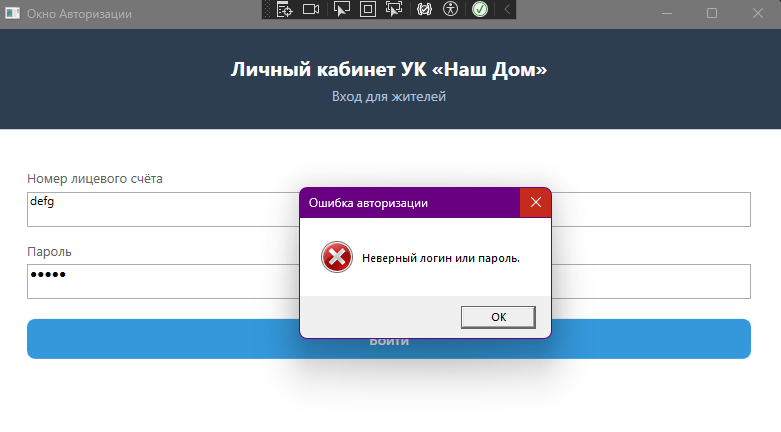 Окно Авторизации
Личный кабинет УК «Наш Дом»
Вход для жителей
Номер лицевого счёта
defg
Ошибка авторизации
Неверный логин или пароль.
Пароль
•••••
OK
Войти